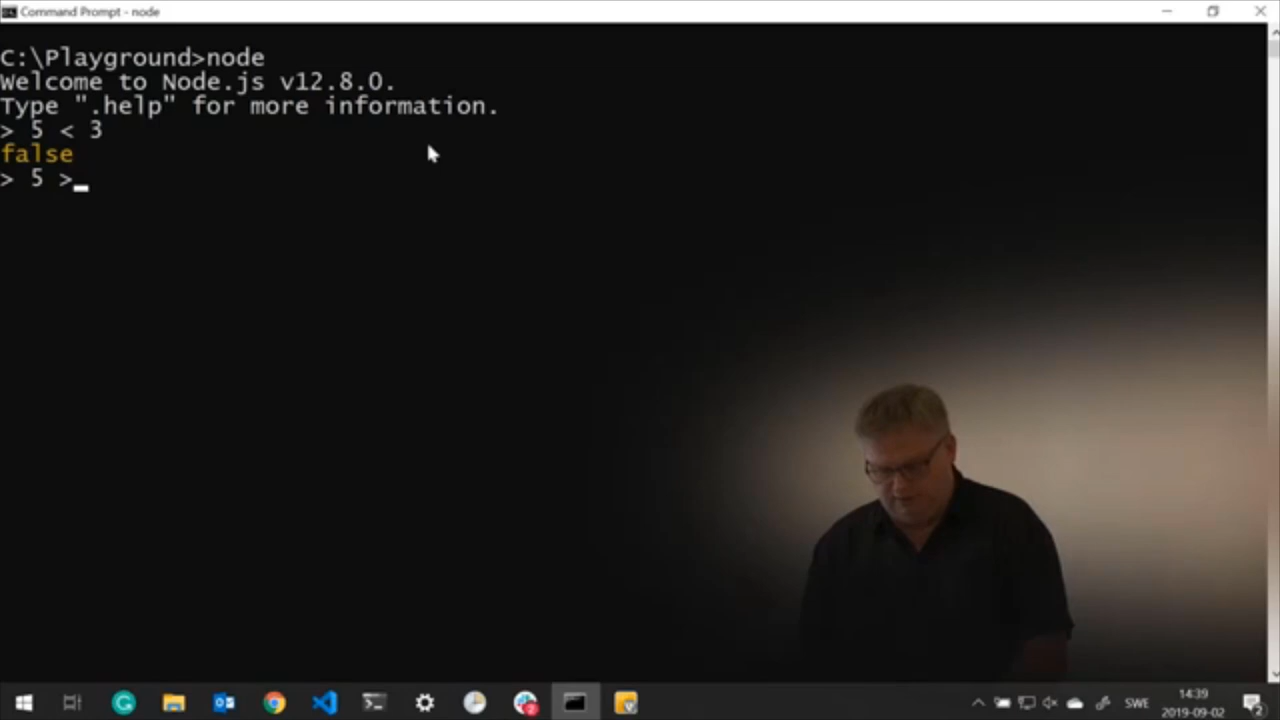 Command Prompt - node
C:\Playground>node
Welcome to Node.js v12.8.0.
Type ".help" for more information.
> 5 < 3
false
> 5 >
SWE
14:39
2019-09-02
2